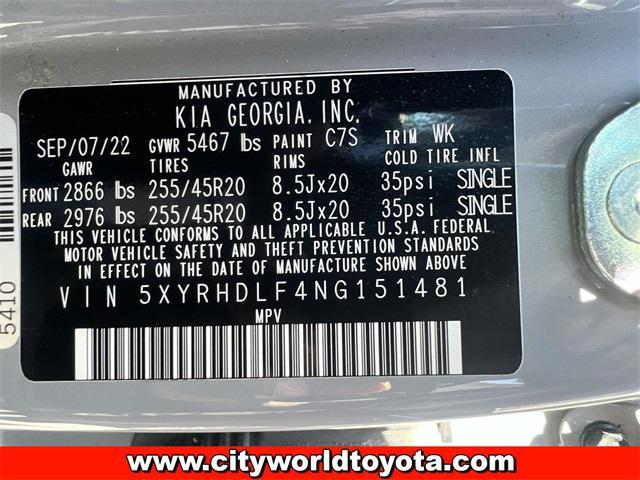 MANUFACTURED BY
KIA GEORGIA, INC.
SEP/07/22 GVWR 5467 lbs PAINT C7S TRIM WK
GAWR TIRES RIMS COLD TIRE INFL
FRONT 2866 lbs 255/45R20 8.5Jx20 35psi SINGLE
REAR 2976 lbs 255/45R20 8.5Jx20 35psi SINGLE
THIS VEHICLE CONFORMS TO ALL APPLICABLE U.S.A. FEDERAL
MOTOR VEHICLE SAFETY AND THEFT PREVENTION STANDARDS
IN EFFECT ON THE DATE OF MANUFACTURE SHOWN ABOVE
VIN 5XYRHDLF4NG151481
MPV
5410
www.cityworldtoyota.com